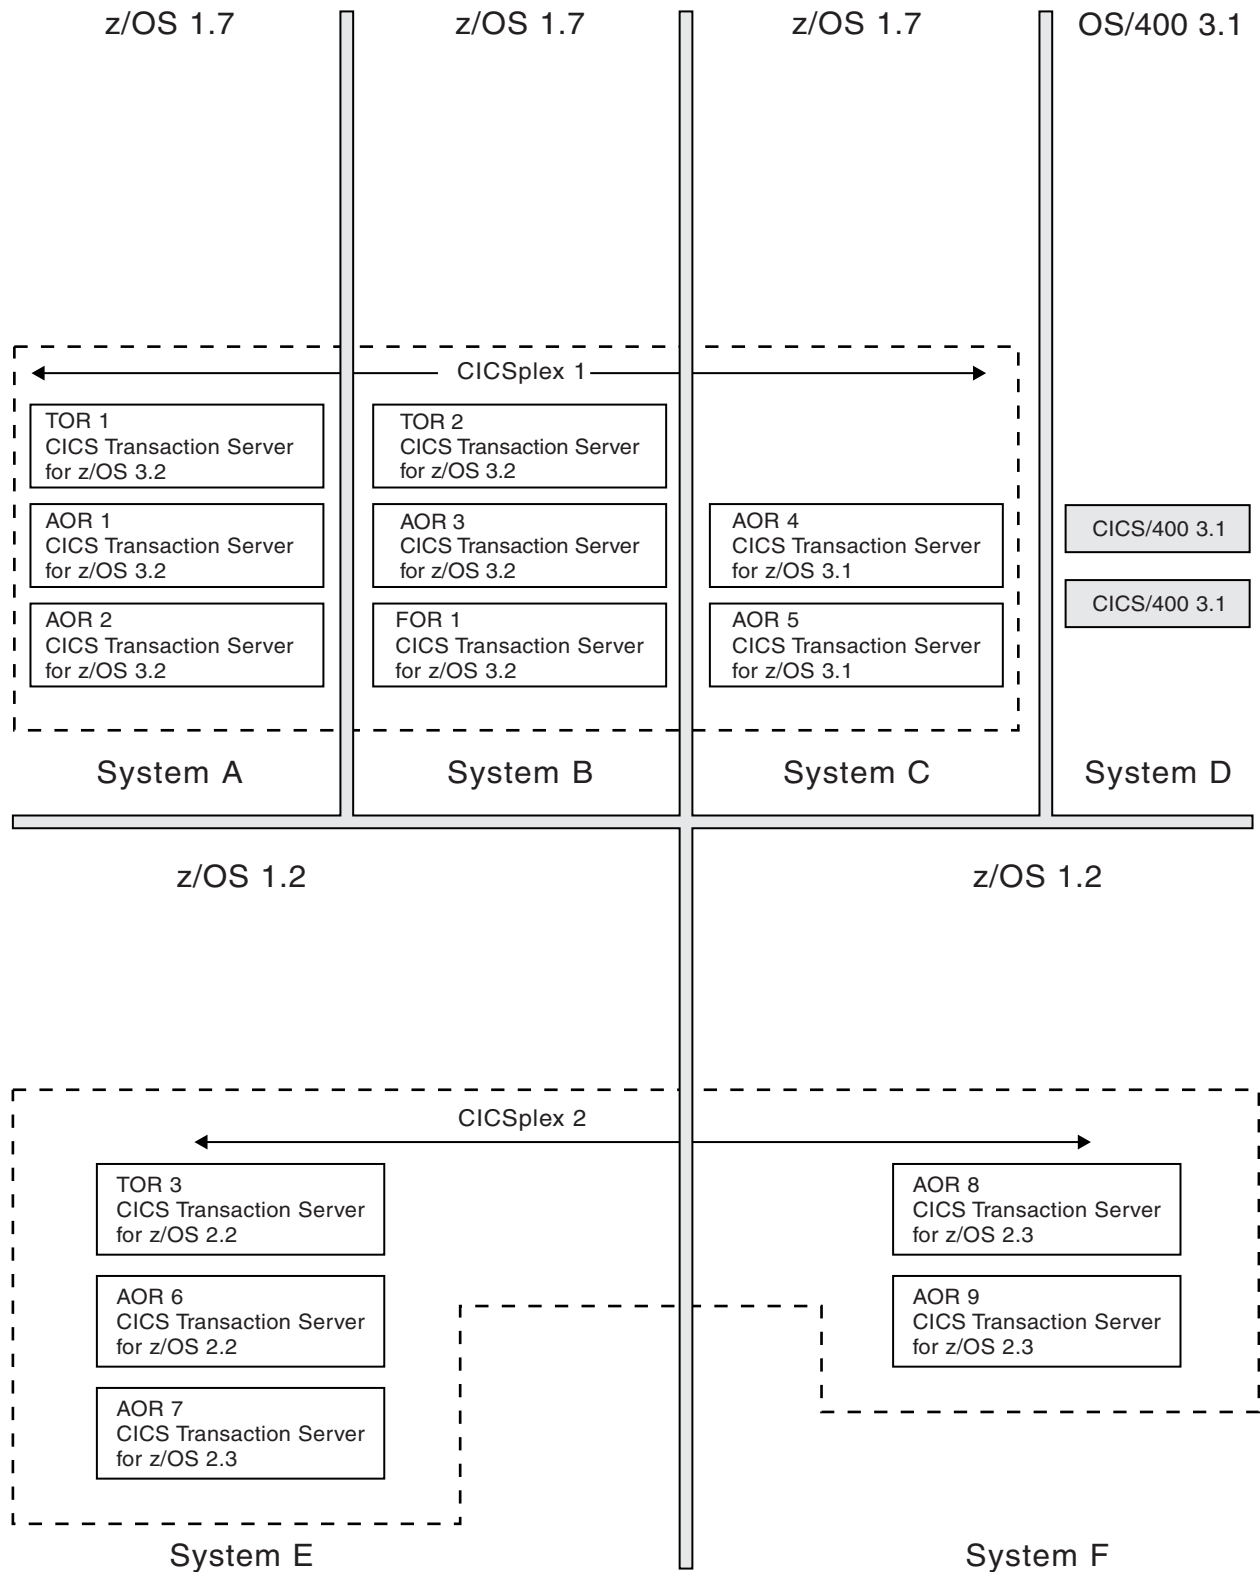 z/OS 1.7
z/OS 1.7
z/OS 1.7
OS/400 3.1
CICSplex 1
TOR 1
CICS Transaction Server
for z/OS 3.2
TOR 2
CICS Transaction Server
for z/OS 3.2
AOR 1
CICS Transaction Server
for z/OS 3.2
AOR 3
CICS Transaction Server
for z/OS 3.2
AOR 4
CICS Transaction Server
for z/OS 3.1
CICS/400 3.1
AOR 2
CICS Transaction Server
for z/OS 3.2
FOR 1
CICS Transaction Server
for z/OS 3.2
AOR 5
CICS Transaction Server
for z/OS 3.1
CICS/400 3.1
System A
System B
System C
System D
z/OS 1.2
z/OS 1.2
CICSplex 2
TOR 3
CICS Transaction Server
for z/OS 2.2
AOR 8
CICS Transaction Server
for z/OS 2.3
AOR 6
CICS Transaction Server
for z/OS 2.2
AOR 9
CICS Transaction Server
for z/OS 2.3
AOR 7
CICS Transaction Server
for z/OS 2.3
System E
System F